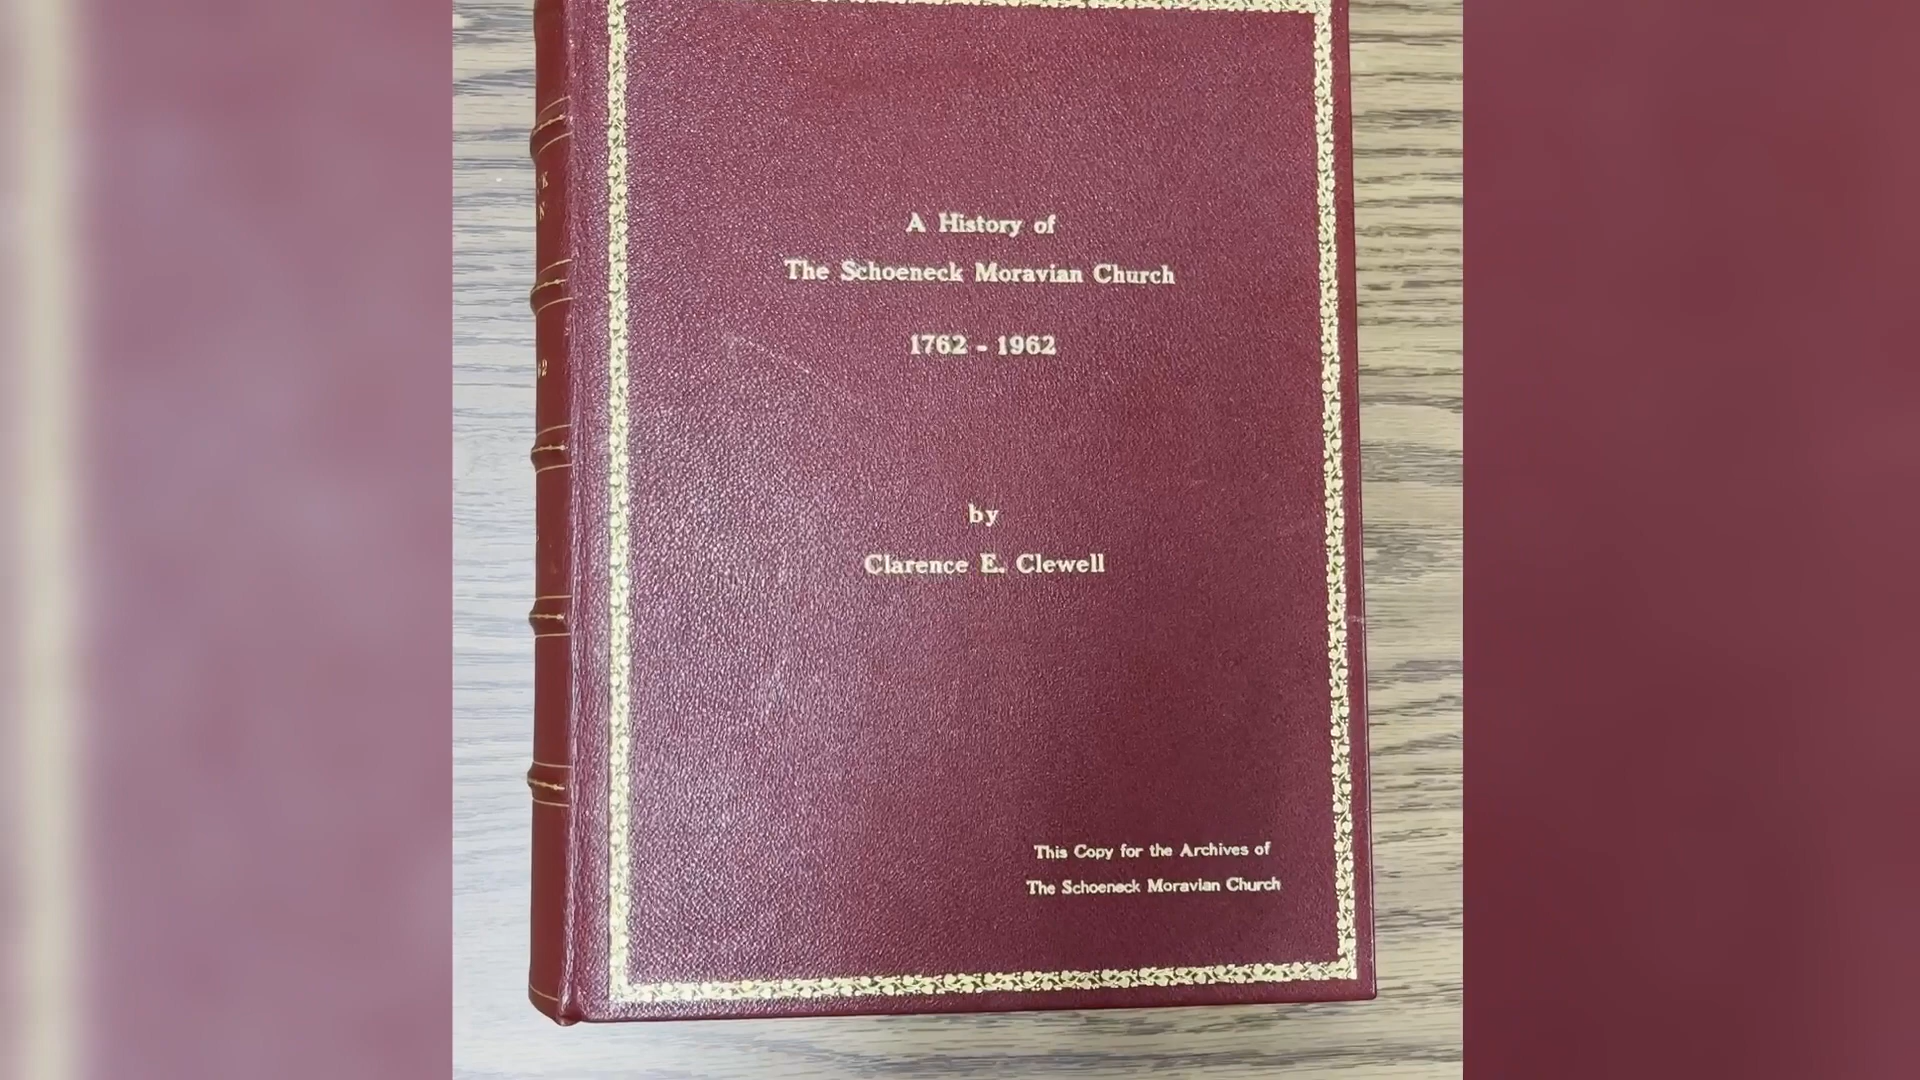 A History of
The Schoeneck Moravian Church
1762 - 1962
by
Clarence E. Clewell
This Copy for the Archives of
The Schoeneck Moravian Church